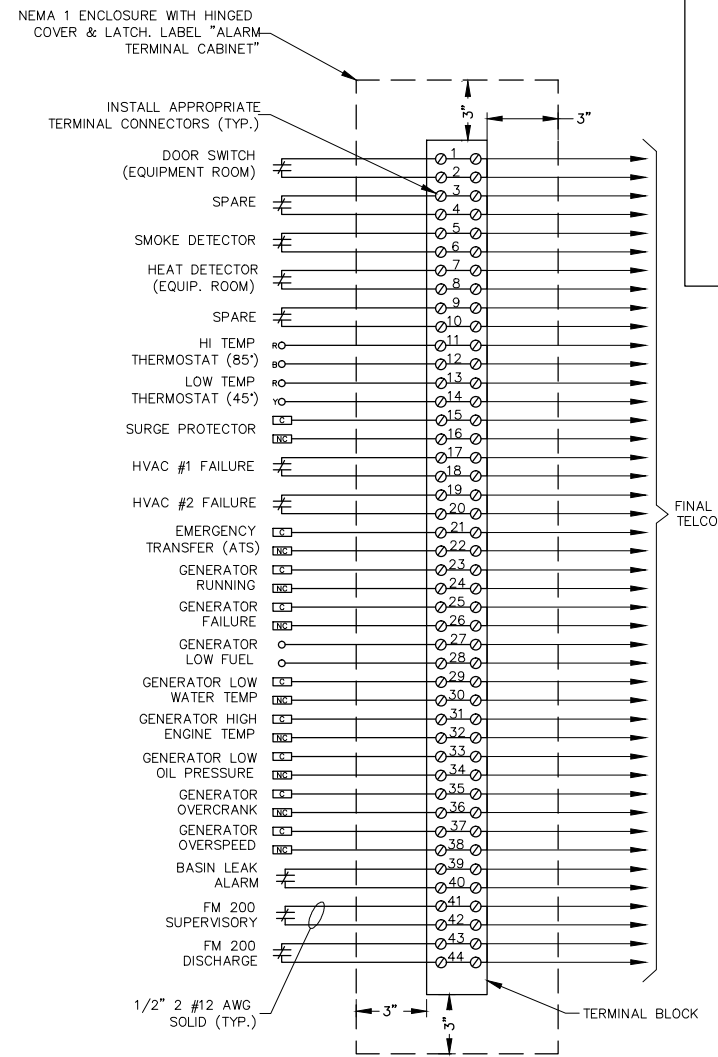 NEMA 1 ENCLOSURE WITH HINGED
COVER & LATCH. LABEL "ALARM
TERMINAL CABINET"
INSTALL APPROPRIATE
TERMINAL CONNECTORS (TYP.)
3"
3"
DOOR SWITCH
(EQUIPMENT ROOM)
1
2
SPARE
3
4
SMOKE DETECTOR
5
6
HEAT DETECTOR
(EQUIP. ROOM)
7
8
SPARE
9
10
HI TEMP
THERMOSTAT (85°)
R
B
11
12
LOW TEMP
THERMOSTAT (45°)
R
Y
13
14
SURGE PROTECTOR
C
NC
15
16
HVAC #1 FAILURE
17
18
HVAC #2 FAILURE
19
20
EMERGENCY
TRANSFER (ATS)
C
NC
21
22
GENERATOR
RUNNING
C
NC
23
24
GENERATOR
FAILURE
C
NC
25
26
GENERATOR
LOW FUEL
27
28
GENERATOR LOW
WATER TEMP
C
NC
29
30
GENERATOR HIGH
ENGINE TEMP
C
NC
31
32
GENERATOR LOW
OIL PRESSURE
C
NC
33
34
GENERATOR
OVERCRANK
C
NC
35
36
GENERATOR
OVERSPEED
C
NC
37
38
BASIN LEAK
ALARM
39
40
FM 200
SUPERVISORY
41
42
FM 200
DISCHARGE
43
44
FINAL
TELCO
1/2" 2 #12 AWG
SOLID (TYP.)
3"
3"
TERMINAL BLOCK